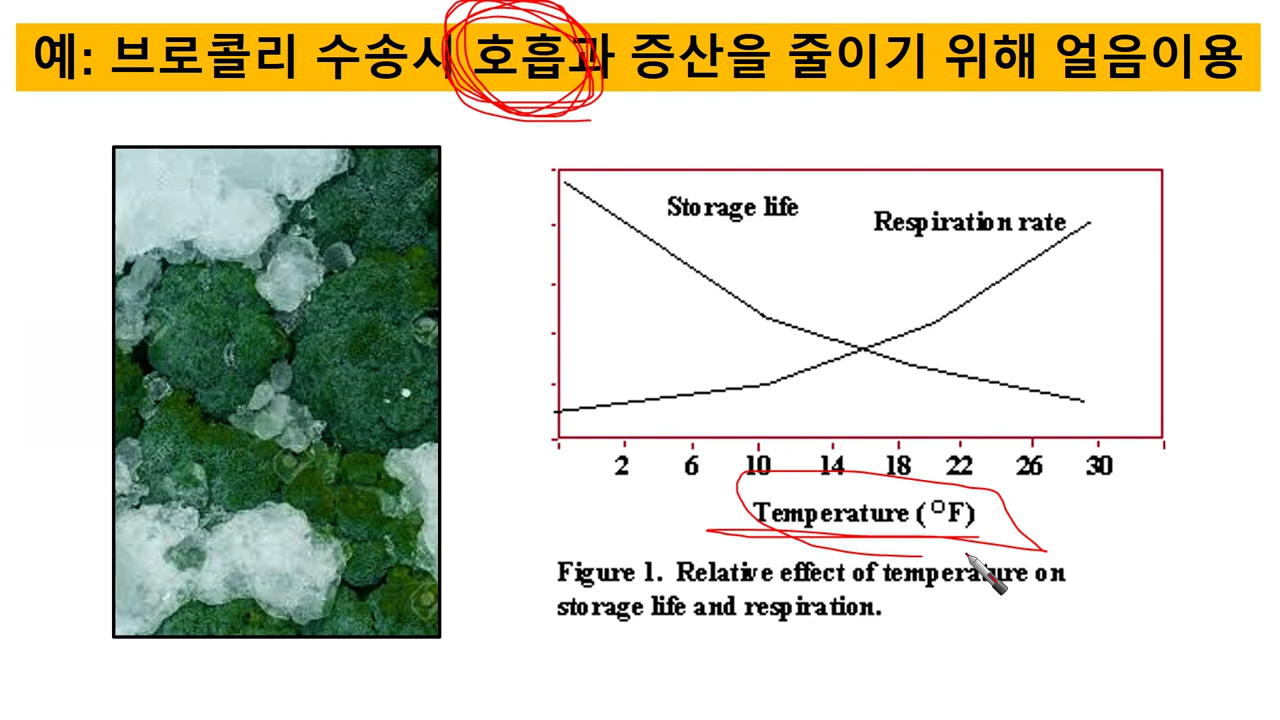 예: 브로콜리 수송시 호흡과 증산을 줄이기 위해 얼음이용
Storage life
Respiration rate
2 6 10 14 18 22 26 30
Temperature (°F)
Figure 1. Relative effect of temperature on
storage life and respiration.